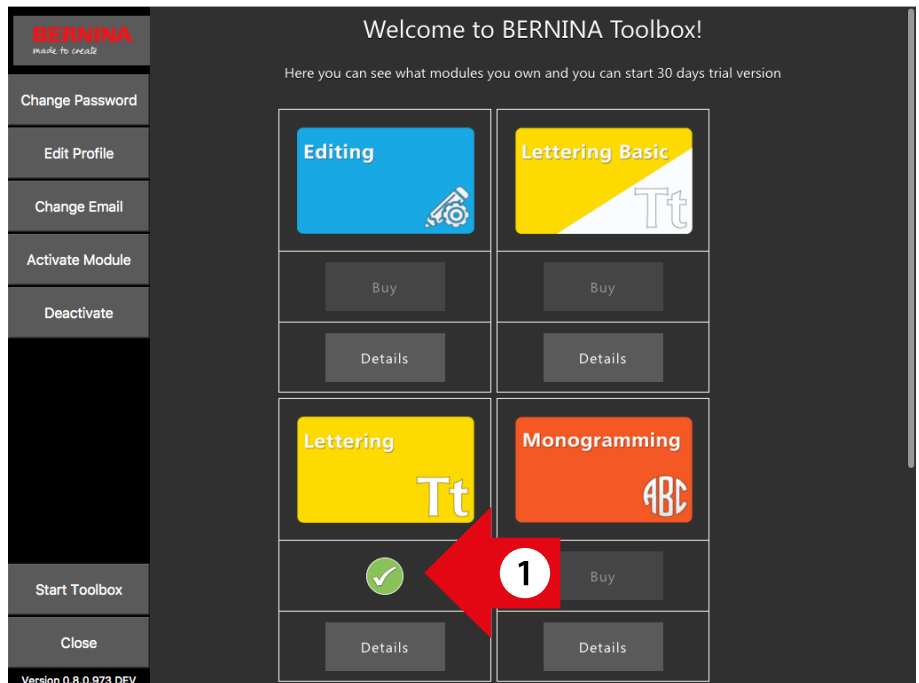 BERNINA
made to create
Change Password
Edit Profile
Change Email
Activate Module
Deactivate
Start Toolbox
Close
Version 0.8.0.973 DEV
Welcome to BERNINA Toolbox!
Here you can see what modules you own and you can start 30 days trial version
Editing
Lettering Basic
Tt
Buy
Buy
Details
Details
Lettering
Tt
Monogramming
ABC
1
Buy
Details
Details